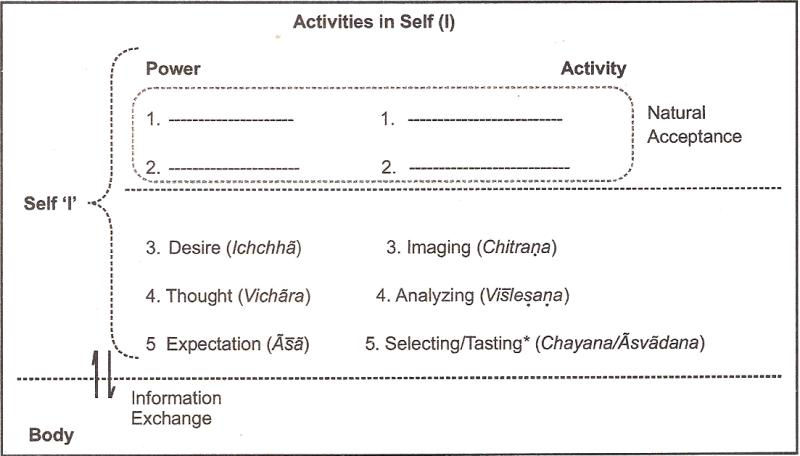 Activities in Self (I)
Power Activity
1. 1.
Natural
Acceptance
2. 2.
Self 'I'
3. Desire (Ichchhā) 3. Imaging (Chitraṇa)
4. Thought (Vichāra) 4. Analyzing (Viśleṣaṇa)
5 Expectation (Āśā) 5. Selecting/Tasting* (Chayana/Āsvādana)
Information
Exchange
Body